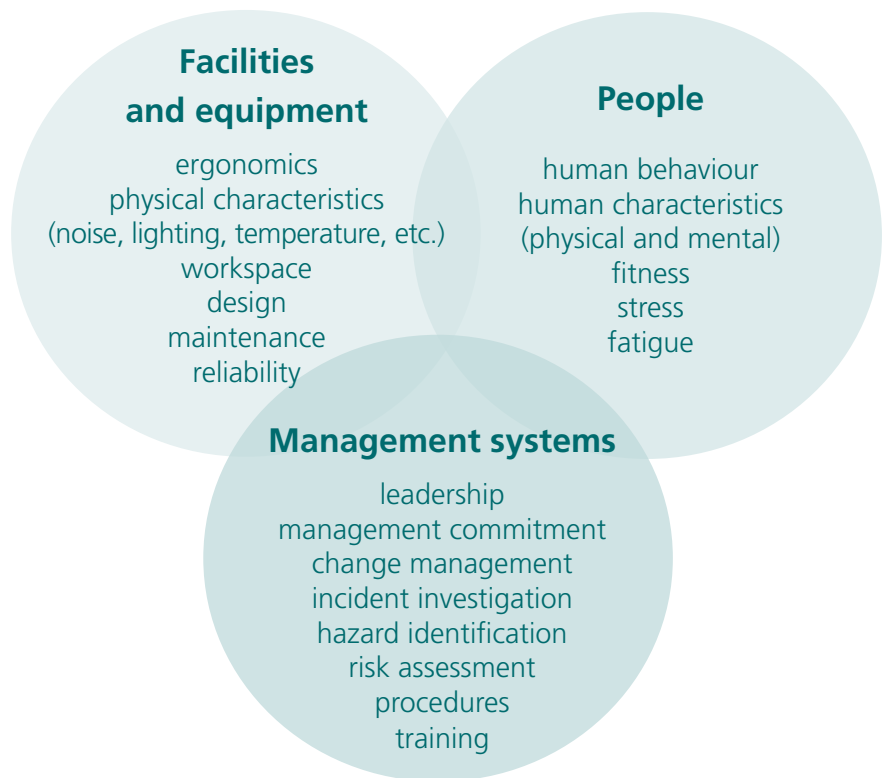 Facilities
and equipment
ergonomics
physical characteristics
(noise, lighting, temperature, etc.)
workspace
design
maintenance
reliability
People
human behaviour
human characteristics
(physical and mental)
fitness
stress
fatigue
Management systems
leadership
management commitment
change management
incident investigation
hazard identification
risk assessment
procedures
training